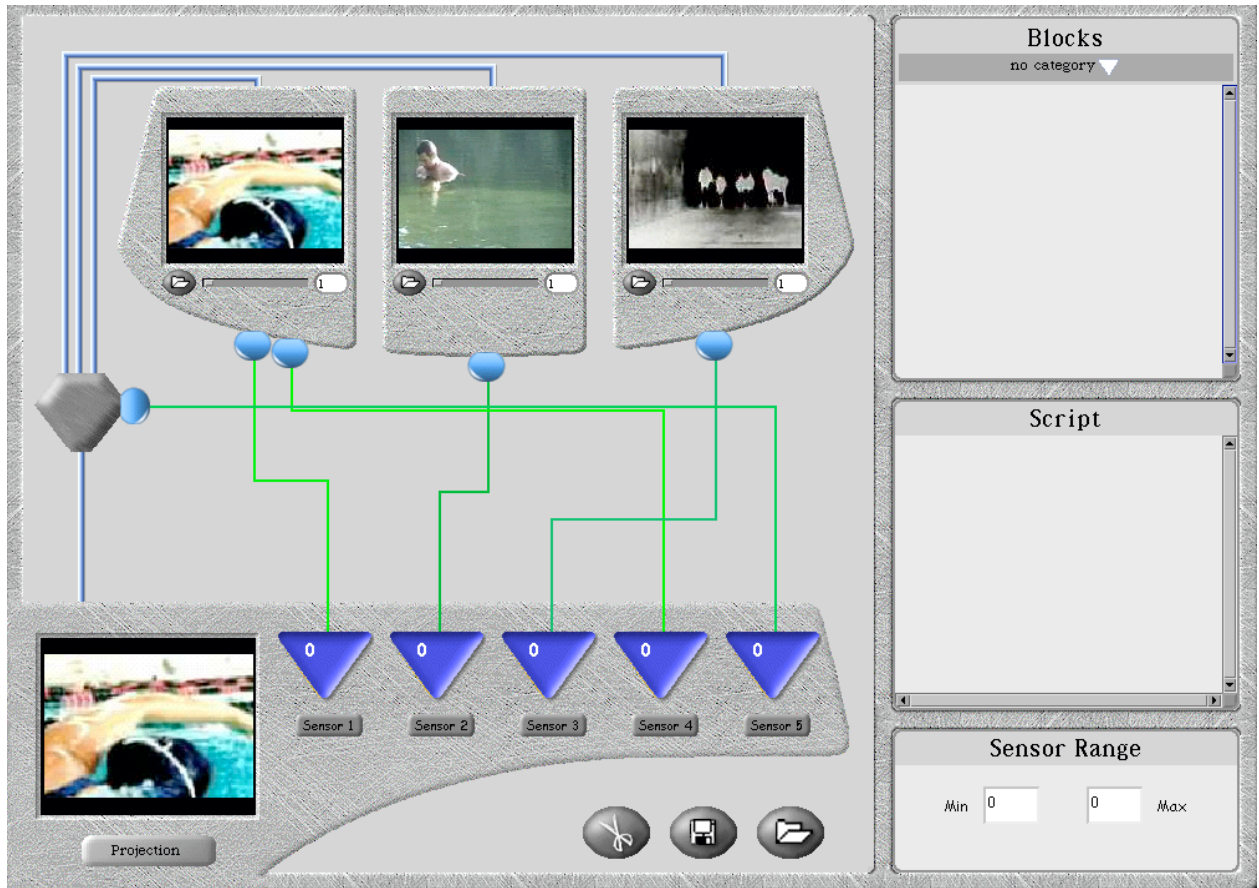 1
1
1
0
0
0
0
0
Sensor 1
Sensor 2
Sensor 3
Sensor 4
Sensor 5
Projection
Blocks
no category
Script
Sensor Range
Min 0 0 Max